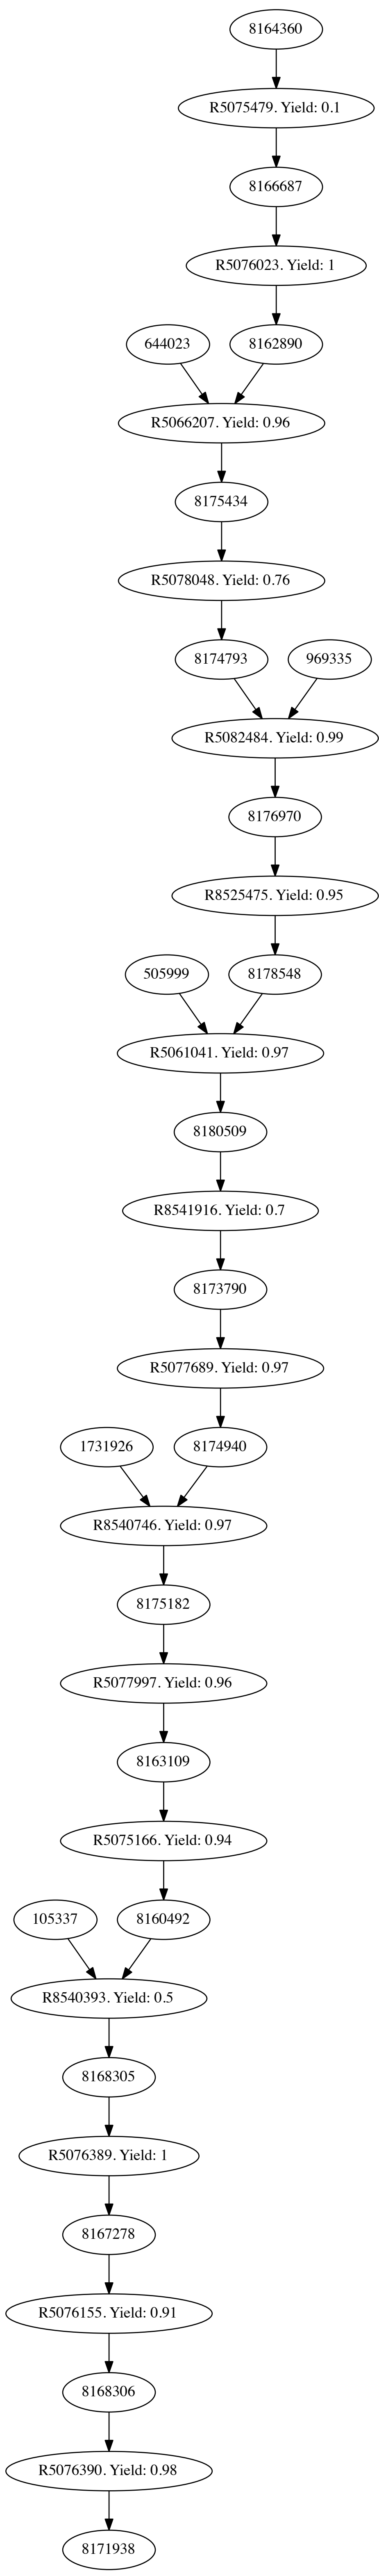 8164360
R5075479. Yield: 0.1
8166687
R5076023. Yield: 1
644023
8162890
R5066207. Yield: 0.96
8175434
R5078048. Yield: 0.76
8174793
969335
R5082484. Yield: 0.99
8176970
R8525475. Yield: 0.95
505999
8178548
R5061041. Yield: 0.97
8180509
R8541916. Yield: 0.7
8173790
R5077689. Yield: 0.97
1731926
8174940
R8540746. Yield: 0.97
8175182
R5077997. Yield: 0.96
8163109
R5075166. Yield: 0.94
105337
8160492
R8540393. Yield: 0.5
8168305
R5076389. Yield: 1
8167278
R5076155. Yield: 0.91
8168306
R5076390. Yield: 0.98
8171938